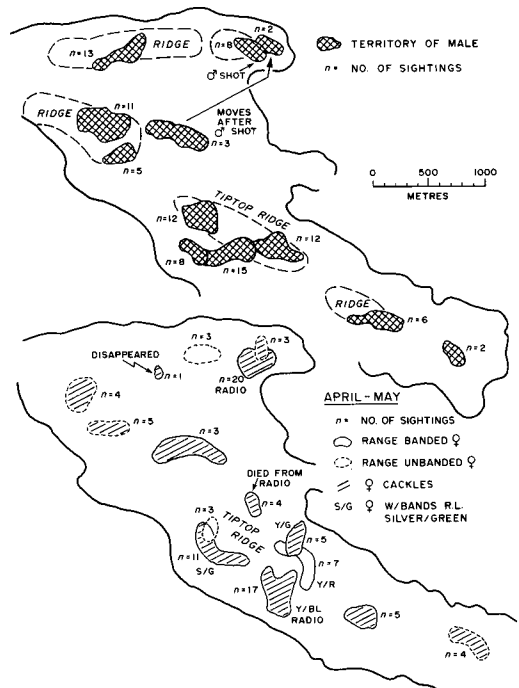 n=2
n=13
RIDGE
n=8
♂ SHOT
TERRITORY OF MALE
n= NO. OF SIGHTINGS
n=11
RIDGE
MOVES
AFTER
♂ SHOT
n=3
n=5
0 500 1000
METRES
TIPTOP RIDGE
n=12
n=12
n=8
n=15
RIDGE
n=6
n=2
n=3
n=3
DISAPPEARED
n=1
n=20
RADIO
n=4
n=5
n=3
APRIL-MAY
n= NO. OF SIGHTINGS
RANGE BANDED ♀
RANGE UNBANDED ♀
♀ CACKLES
S/G ♀ W/BANDS R.L.
SILVER/GREEN
DIED FROM
RADIO
n=4
n=3
TIPTOP
RIDGE
Y/G
n=5
n=11
S/G
n=7
Y/R
n=17
Y/BL
RADIO
n=5
n=4